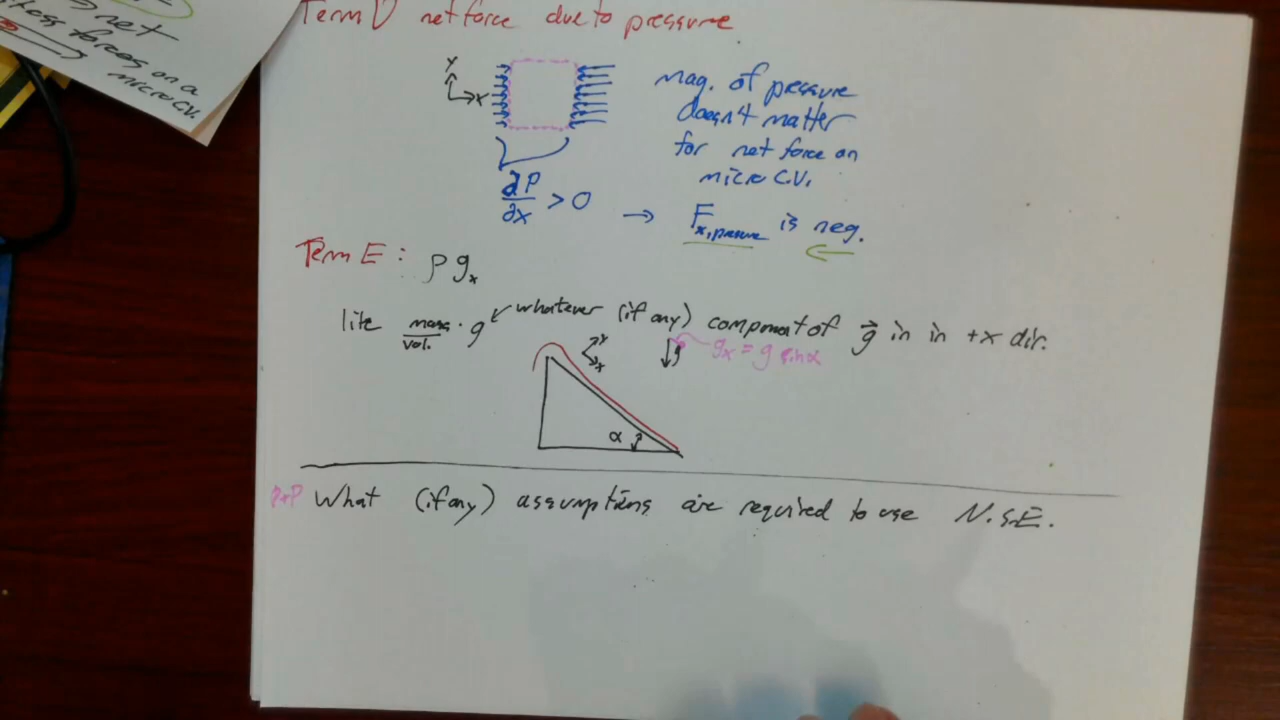 net
forces on a
micro C.V.
Term D net force due to pressure
Y
X
mag. of pressure
doesn't matter
for net force on
micro C.V.
∂P/∂x > 0 → F x, pressure is neg.
Term E: ρ g x
like mass/vol. · g whatever (if any) component of g⃗ in in +x dir.
g gx = g sin α
Y
x
α
P+P What (if any) assumptions are required to use N.S.E.